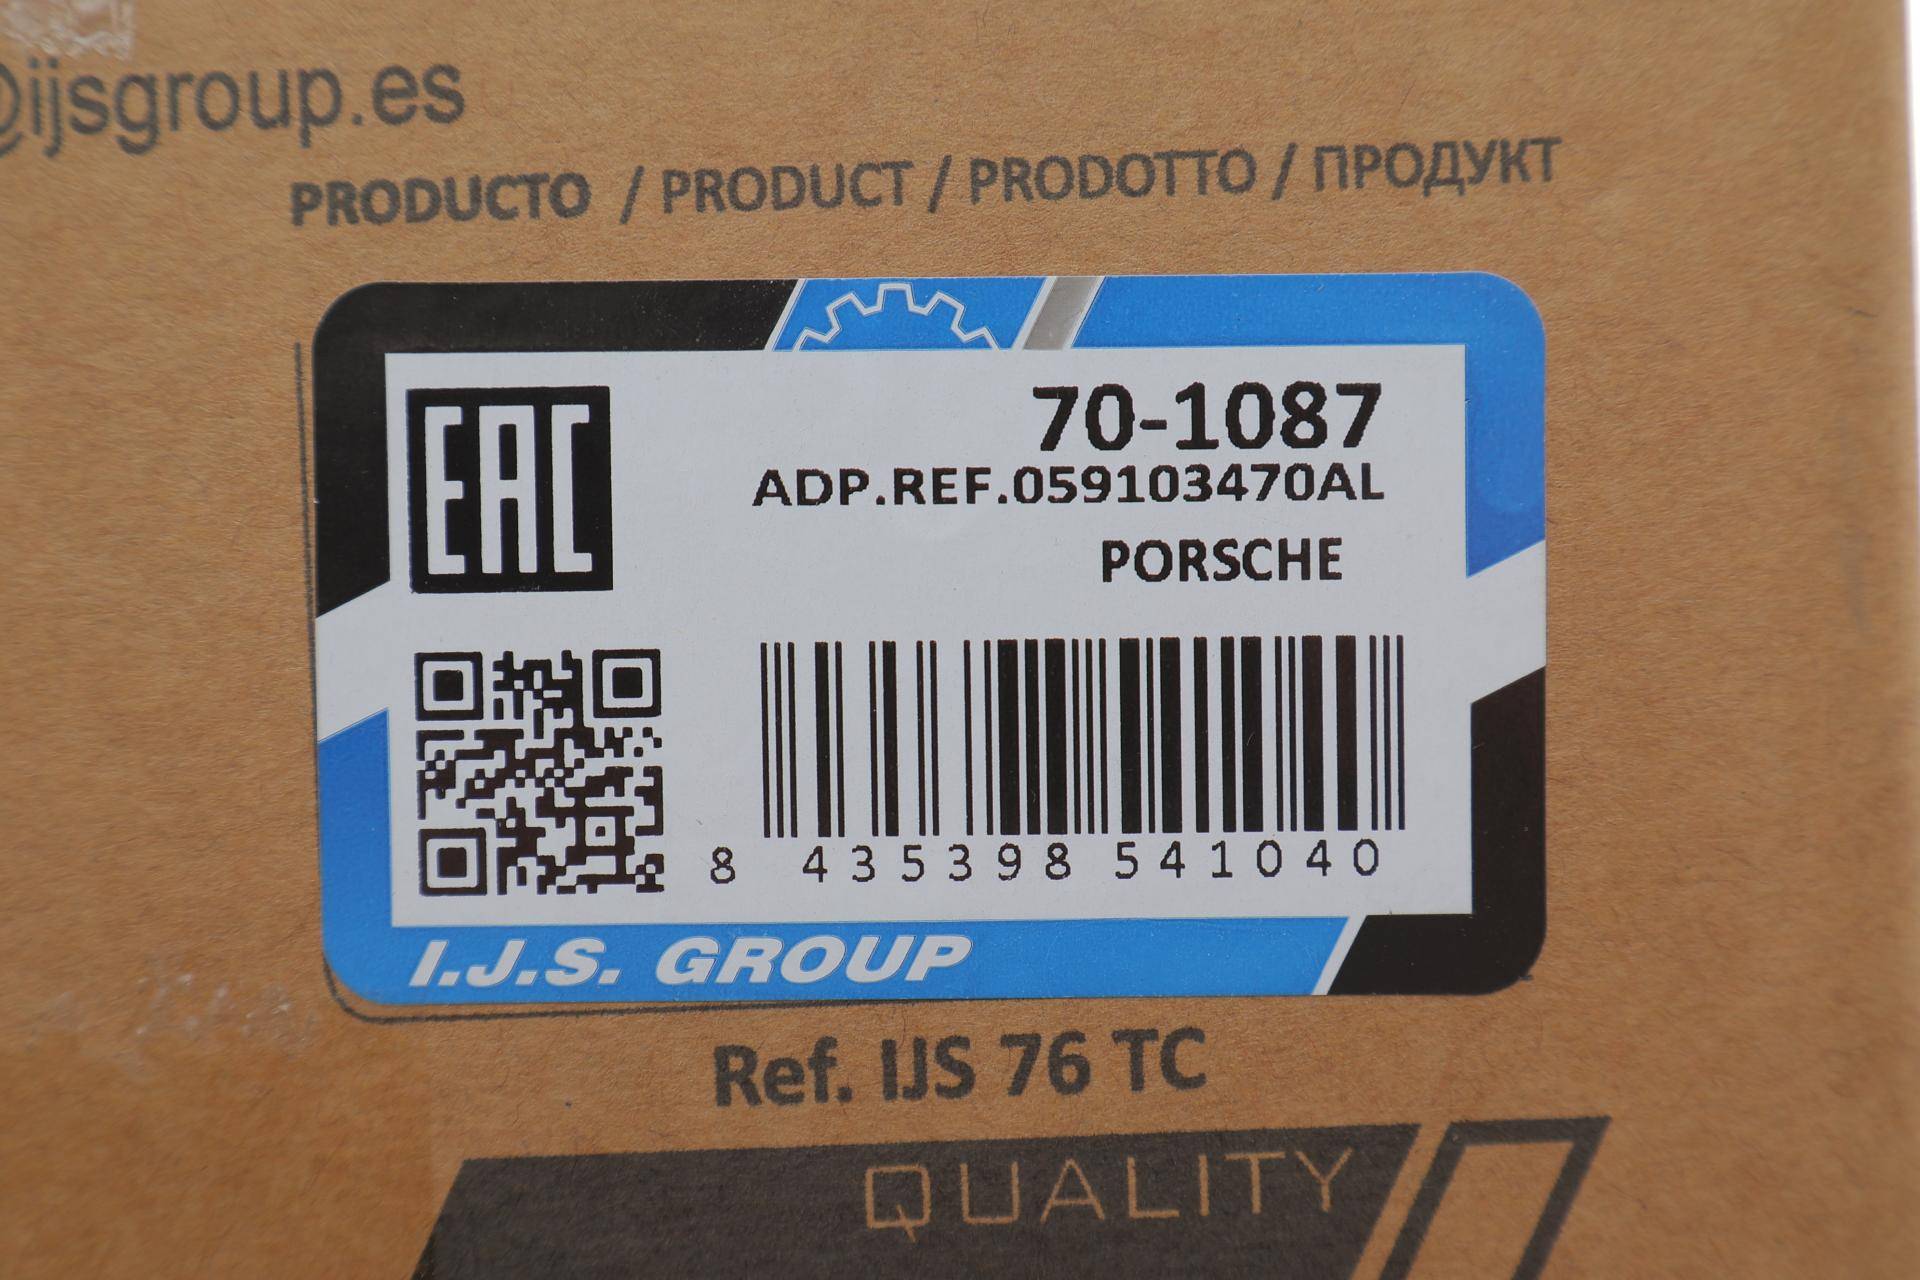 @ijsgroup.es
PRODUCTO / PRODUCT / PRODOTTO / ПРОДУКТ
EAC
70-1087
ADP.REF.059103470AL
PORSCHE
8 435398 541040
I.J.S. GROUP
Ref. IJS 76 TC
QUALITY